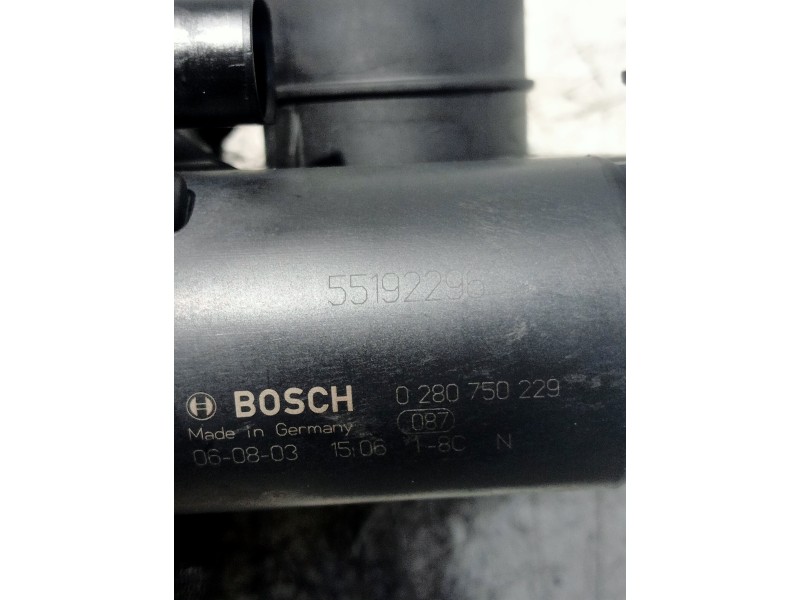 55192296
BOSCH 0 280 750 229
Made in Germany 087
06-08-03 15:06 1-8C N